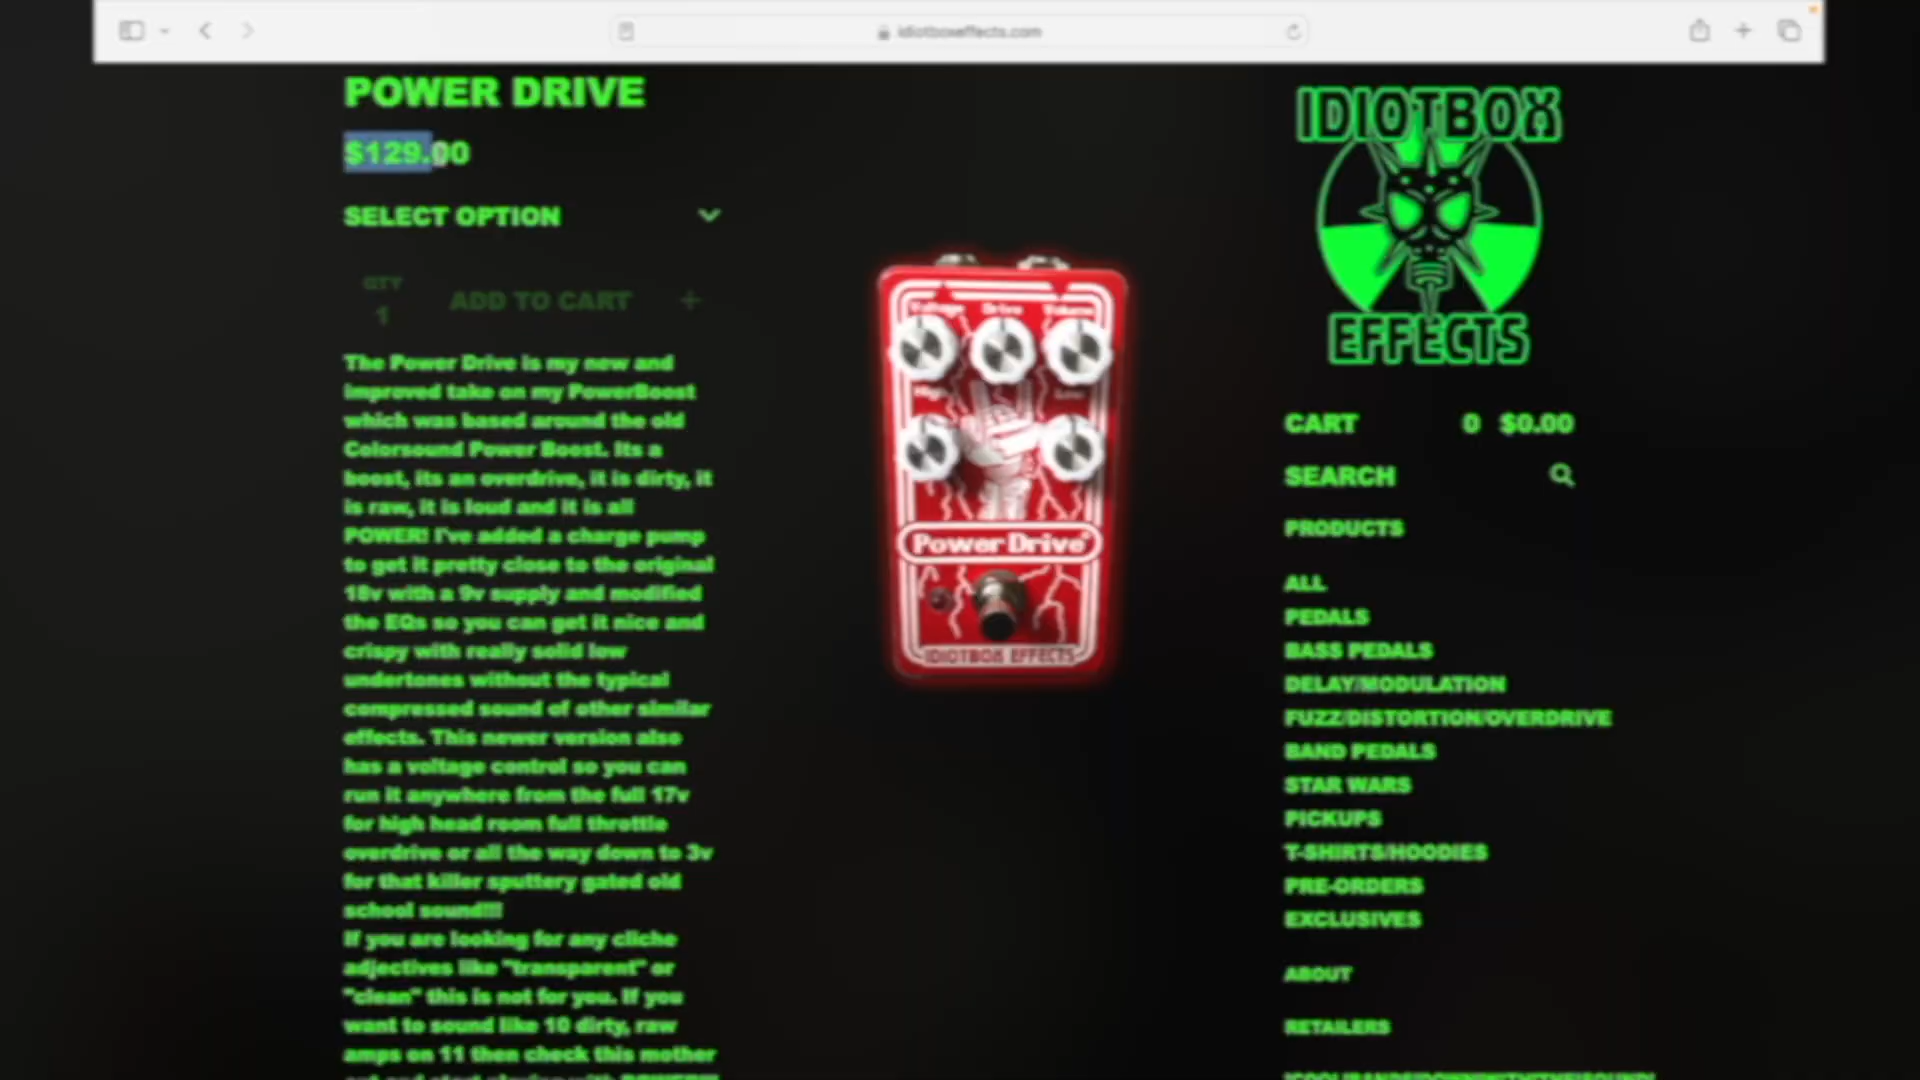 idiotboxeffects.com
POWER DRIVE
$129.00
SELECT OPTION
QTY
1
ADD TO CART +
The Power Drive is my new and
improved take on my PowerBoost
which was based around the old
Colorsound Power Boost. Its a
boost, its an overdrive, it is dirty, it
is raw, it is loud and it is all
POWER! I've added a charge pump
to get it pretty close to the original
18v with a 9v supply and modified
the EQs so you can get it nice and
crispy with really solid low
undertones without the typical
compressed sound of other similar
effects. This newer version also
has a voltage control so you can
run it anywhere from the full 17v
for high head room full throttle
overdrive or all the way down to 3v
for that killer sputtery gated old
school sound!!!
If you are looking for any cliche
adjectives like "transparent" or
"clean" this is not for you. If you
want to sound like 10 dirty, raw
amps on 11 then check this mother
Voltage Drive Volume
High Low
Power Drive
IDIOTBOX EFFECTS
IDIOTBOX
EFFECTS
CART 0 $0.00
SEARCH
PRODUCTS
ALL
PEDALS
BASS PEDALS
DELAY/MODULATION
FUZZ/DISTORTION/OVERDRIVE
BAND PEDALS
STAR WARS
PICKUPS
T-SHIRTS/HOODIES
PRE-ORDERS
EXCLUSIVES
ABOUT
RETAILERS